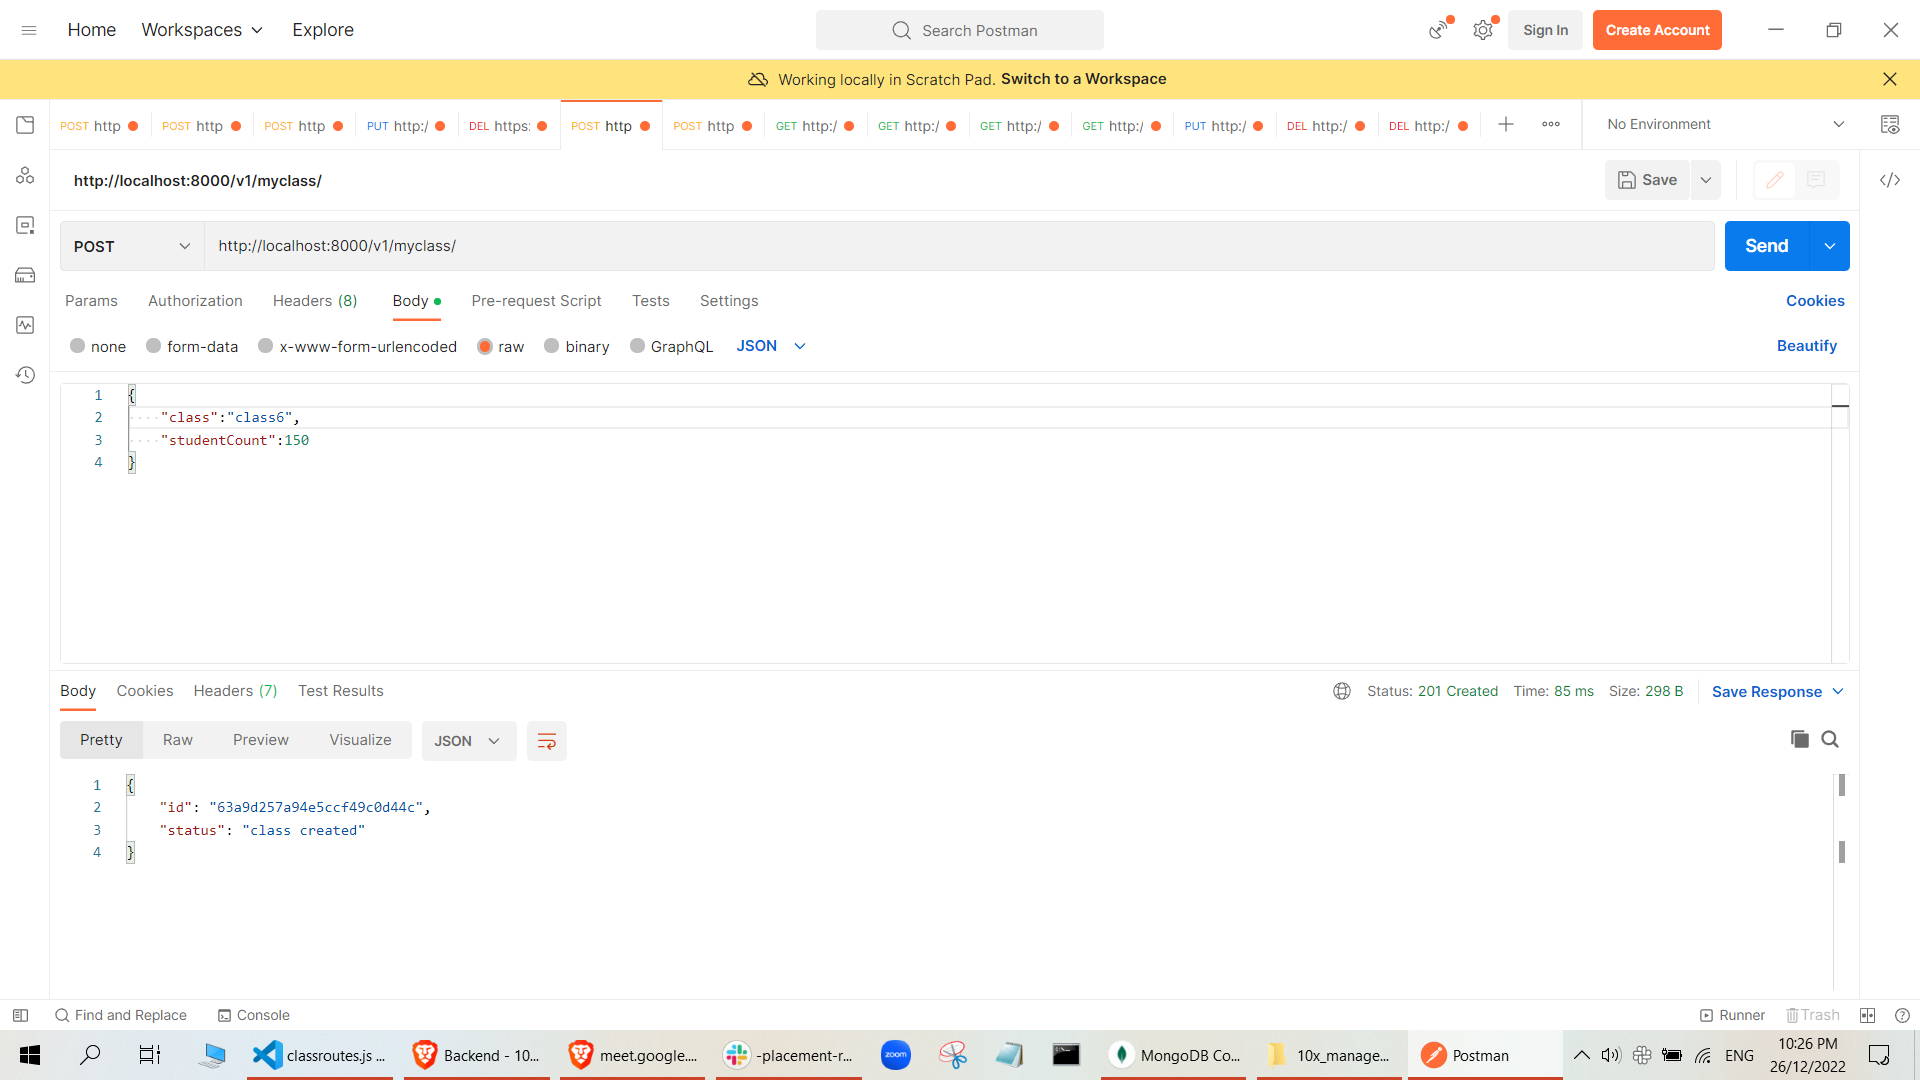 Home Workspaces Explore Search Postman Sign In Create Account
Working locally in Scratch Pad. Switch to a Workspace
POST http POST http POST http PUT http:/ DEL https: POST http POST http GET http:/ GET http:/ GET http:/ GET http:/ PUT http:/ DEL http:/ DEL http:/ No Environment
http://localhost:8000/v1/myclass/ Save
POST http://localhost:8000/v1/myclass/ Send
Params Authorization Headers (8) Body Pre-request Script Tests Settings Cookies
none form-data x-www-form-urlencoded raw binary GraphQL JSON Beautify
1 {
2 "class":"class6",
3 "studentCount":150
4 }
Body Cookies Headers (7) Test Results Status: 201 Created Time: 85 ms Size: 298 B Save Response
Pretty Raw Preview Visualize JSON
1 {
2 "id": "63a9d257a94e5ccf49c0d44c",
3 "status": "class created"
4 }
Find and Replace Console Runner Trash
classroutes.js ... Backend - 10... meet.google.... -placement-r... zoom MongoDB Co... 10x_manage... Postman ENG 10:26 PM
26/12/2022